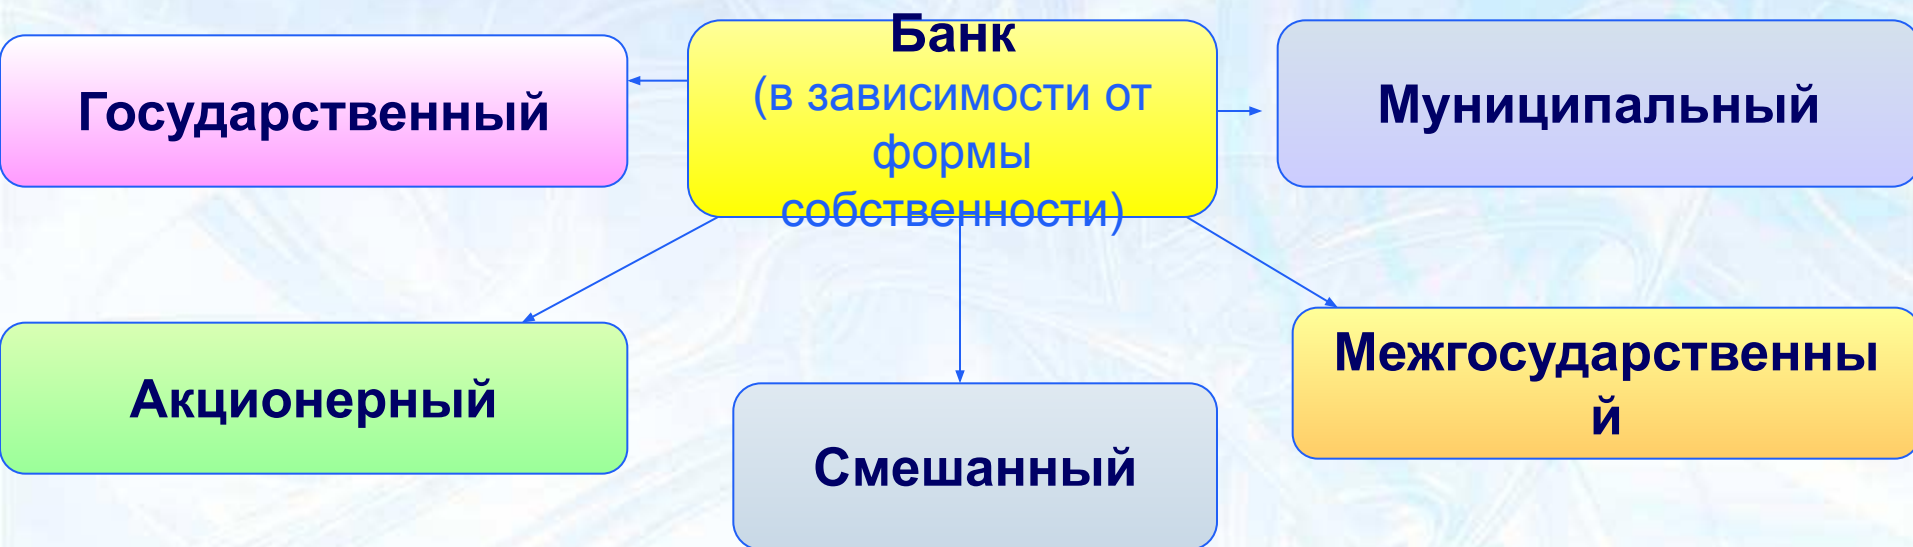 Банк
(в зависимости от
формы
собственности)
Государственный
Муниципальный
Акционерный
Смешанный
Межгосударственны
й